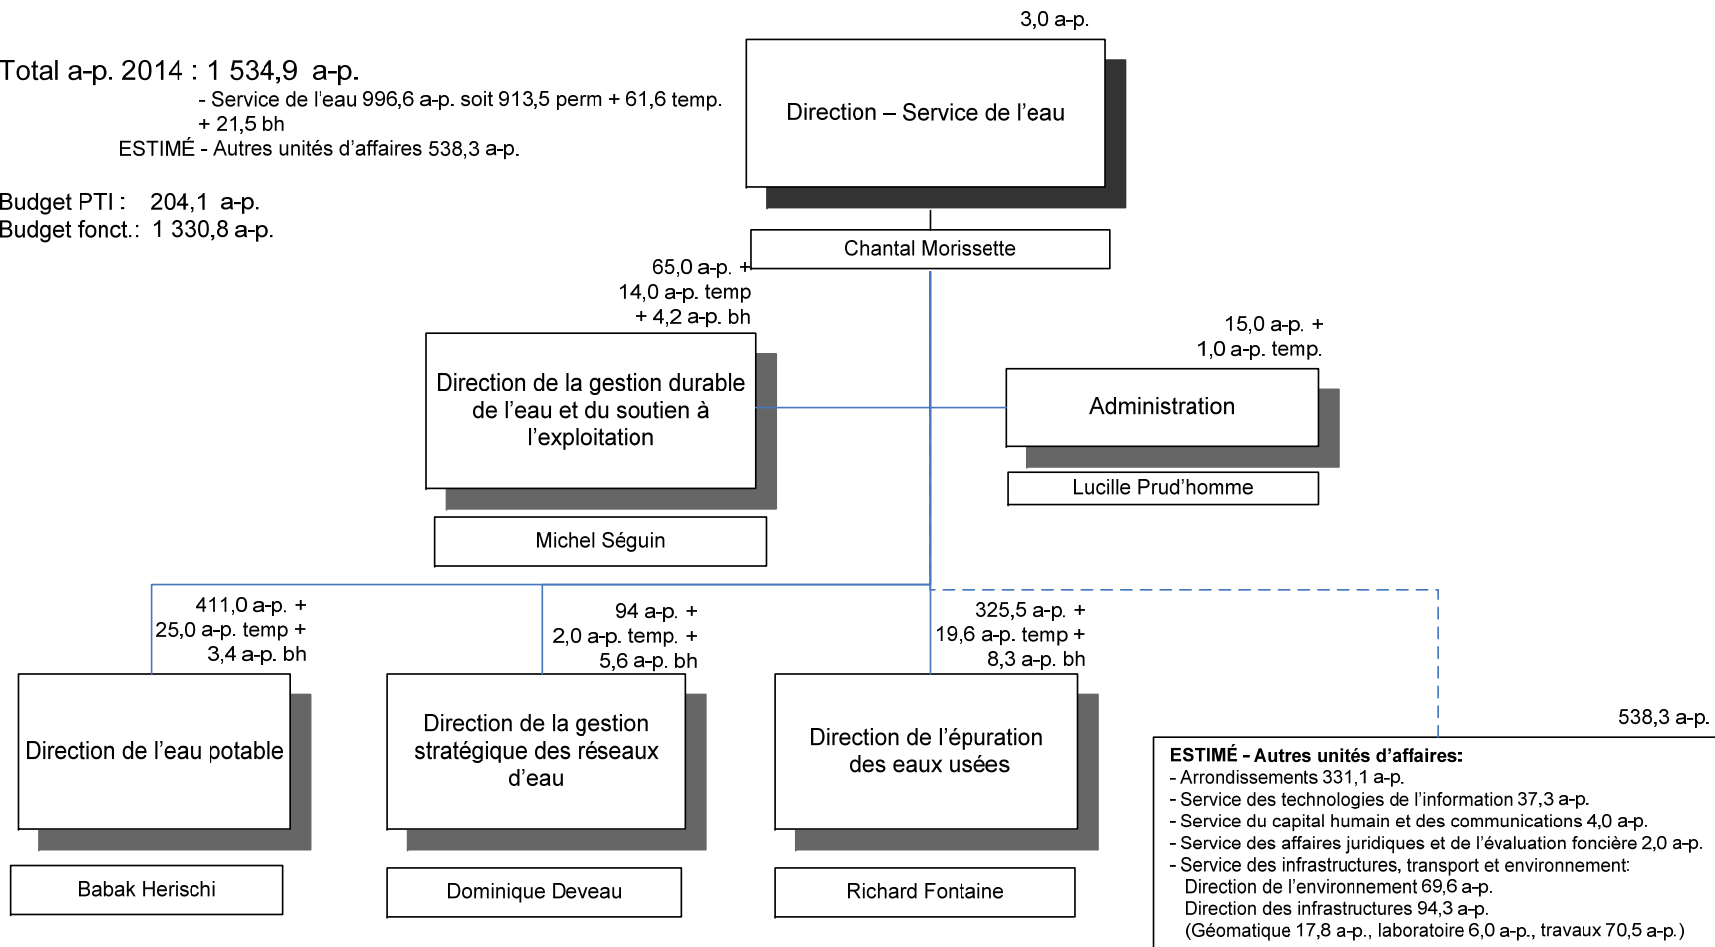 3,0 a-p.
Total a-p. 2014 : 1 534,9 a-p.
- Service de l'eau 996,6 a-p. soit 913,5 perm + 61,6 temp.
+ 21,5 bh
ESTIMÉ - Autres unités d'affaires 538,3 a-p.
Budget PTI : 204,1 a-p.
Budget fonct.: 1 330,8 a-p.
Direction – Service de l'eau
Chantal Morissette
65,0 a-p. +
14,0 a-p. temp
+ 4,2 a-p. bh
Direction de la gestion durable
de l'eau et du soutien à
l'exploitation
Michel Séguin
15,0 a-p. +
1,0 a-p. temp.
Administration
Lucille Prud'homme
411,0 a-p. +
25,0 a-p. temp +
3,4 a-p. bh
Direction de l'eau potable
Babak Herischi
94 a-p. +
2,0 a-p. temp. +
5,6 a-p. bh
Direction de la gestion
stratégique des réseaux
d'eau
Dominique Deveau
325,5 a-p. +
19,6 a-p. temp +
8,3 a-p. bh
Direction de l'épuration
des eaux usées
Richard Fontaine
538,3 a-p.
ESTIMÉ - Autres unités d'affaires:
- Arrondissements 331,1 a-p.
- Service des technologies de l'information 37,3 a-p.
- Service du capital humain et des communications 4,0 a-p.
- Service des affaires juridiques et de l'évaluation foncière 2,0 a-p.
- Service des infrastructures, transport et environnement:
Direction de l'environnement 69,6 a-p.
Direction des infrastructures 94,3 a-p.
(Géomatique 17,8 a-p., laboratoire 6,0 a-p., travaux 70,5 a-p.)